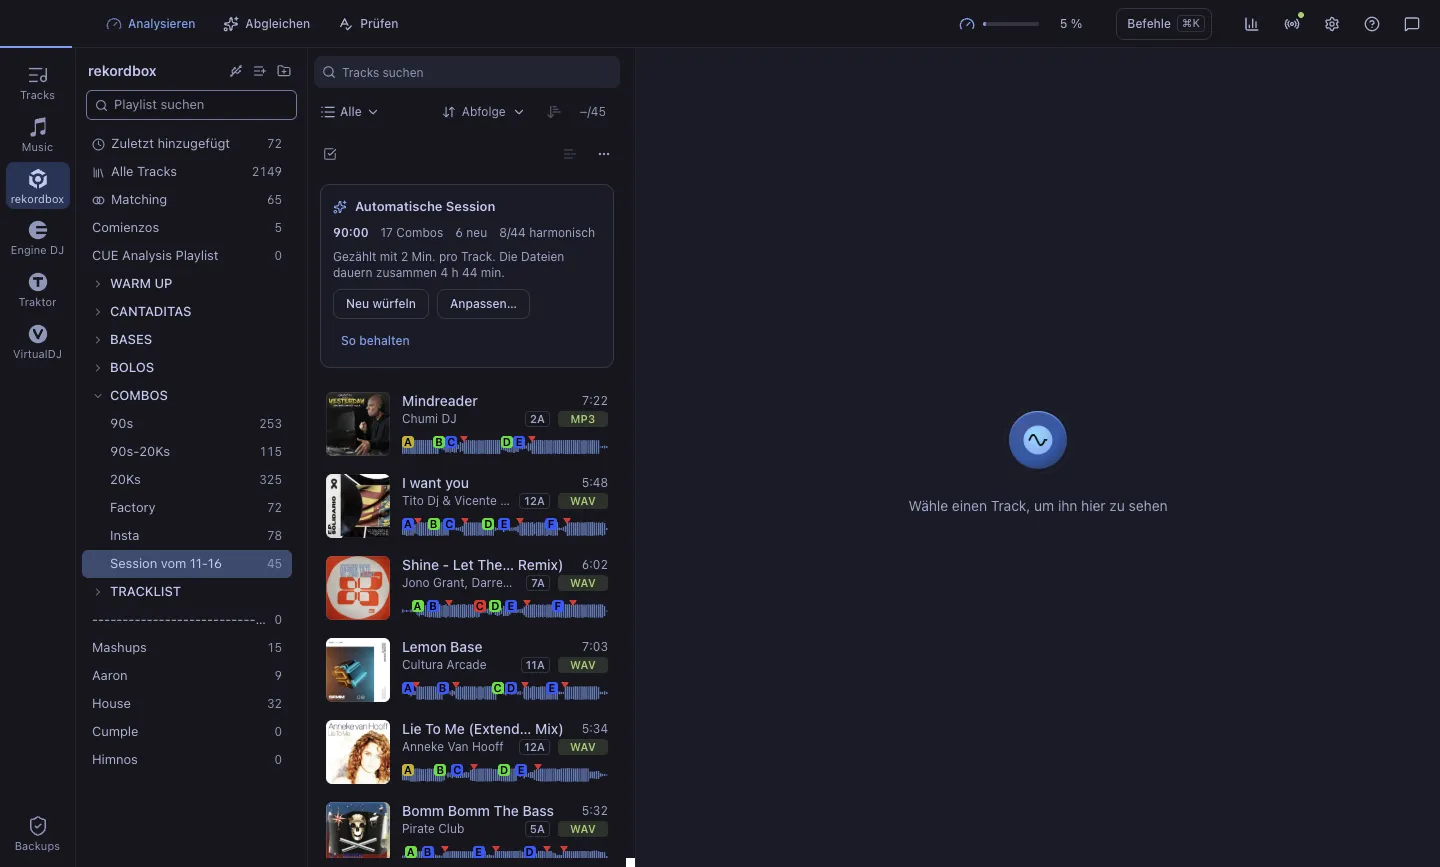 Analysieren
Abgleichen
Prüfen
5 %
Befehle ⌘K
Tracks
Music
rekordbox
Engine DJ
Traktor
VirtualDJ
Backups
rekordbox
Playlist suchen
Zuletzt hinzugefügt 72
Alle Tracks 2149
Matching 65
Comienzos 5
CUE Analysis Playlist 0
WARM UP
CANTADITAS
BASES
BOLOS
COMBOS
90s 253
90s-20Ks 115
20Ks 325
Factory 72
Insta 78
Session vom 11-16 45
TRACKLIST
----------------------------... 0
Mashups 15
Aaron 9
House 32
Cumple 0
Himnos 0
Tracks suchen
Alle
Abfolge
–/45
Automatische Session
90:00 17 Combos 6 neu 8/44 harmonisch
Gezählt mit 2 Min. pro Track. Die Dateien
dauern zusammen 4 h 44 min.
Neu würfeln
Anpassen...
So behalten
YESTERDAY
Mindreader 7:22
Chumi DJ 2A MP3
A B C D E
I want you 5:48
Tito Dj & Vicente ... 12A WAV
A B C D E F
Shine - Let The... Remix) 6:02
Jono Grant, Darre... 7A WAV
A B C D E F
Lemon Base 7:03
Cultura Arcade 11A WAV
A B C D E
Anneke van Hooff
Lie To Me
Lie To Me (Extend... Mix) 5:34
Anneke Van Hooff 12A WAV
A B C D E
Bomm Bomm The Bass 5:32
Pirate Club 5A WAV
A B E D
Wähle einen Track, um ihn hier zu sehen